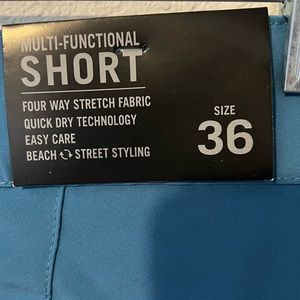 MULTI-FUNCTIONAL
SHORT
FOUR WAY STRETCH FABRIC
QUICK DRY TECHNOLOGY
EASY CARE
BEACH STREET STYLING
SIZE
36